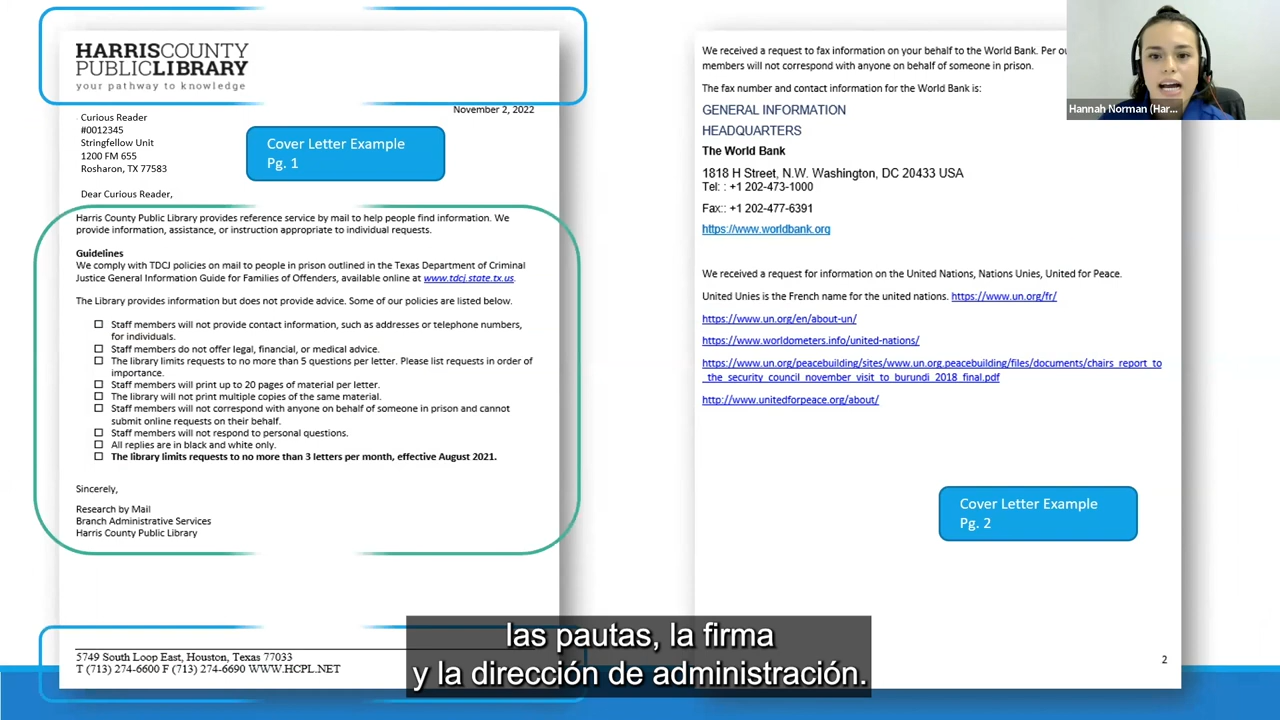 HARRISCOUNTY
PUBLICLIBRARY
your pathway to knowledge
November 2, 2022
Curious Reader
#0012345
Stringfellow Unit
1200 FM 655
Rosharon, TX 77583
Cover Letter Example
Pg. 1
Dear Curious Reader,
Harris County Public Library provides reference service by mail to help people find information. We
provide information, assistance, or instruction appropriate to individual requests.
Guidelines
We comply with TDCJ policies on mail to people in prison outlined in the Texas Department of Criminal
Justice General Information Guide for Families of Offenders, available online at www.tdcj.state.tx.us.
The Library provides information but does not provide advice. Some of our policies are listed below.
☐ Staff members will not provide contact information, such as addresses or telephone numbers,
for individuals.
☐ Staff members do not offer legal, financial, or medical advice.
☐ The library limits requests to no more than 5 questions per letter. Please list requests in order of
importance.
☐ Staff members will print up to 20 pages of material per letter.
☐ The library will not print multiple copies of the same material.
☐ Staff members will not correspond with anyone on behalf of someone in prison and cannot
submit online requests on their behalf.
☐ Staff members will not respond to personal questions.
☐ All replies are in black and white only.
☐ The library limits requests to no more than 3 letters per month, effective August 2021.
Sincerely,
Research by Mail
Branch Administrative Services
Harris County Public Library
5749 South Loop East, Houston, Texas 77033
T (713) 274-6600 F (713) 274-6690 WWW.HCPL.NET
We received a request to fax information on your behalf to the World Bank. Per ou
members will not correspond with anyone on behalf of someone in prison.
The fax number and contact information for the World Bank is:
GENERAL INFORMATION
HEADQUARTERS
The World Bank
1818 H Street, N.W. Washington, DC 20433 USA
Tel: : +1 202-473-1000
Fax:: +1 202-477-6391
https://www.worldbank.org
We received a request for information on the United Nations, Nations Unies, United for Peace.
United Unies is the French name for the united nations. https://www.un.org/fr/
https://www.un.org/en/about-un/
https://www.worldometers.info/united-nations/
https://www.un.org/peacebuilding/sites/www.un.org.peacebuilding/files/documents/chairs_report_to
_the_security_council_november_visit_to_burundi_2018_final.pdf
http://www.unitedforpeace.org/about/
Cover Letter Example
Pg. 2
2
Hannah Norman (Har...
las pautas, la firma
y la dirección de administración.